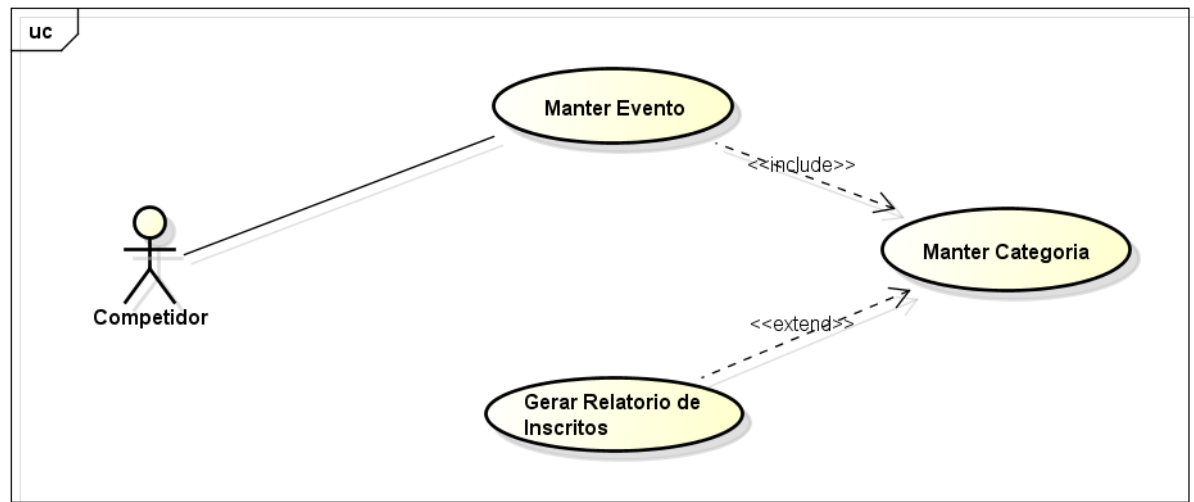 uc
Manter Evento
<<include>>
Manter Categoria
Competidor
<<extend>>
Gerar Relatorio de
Inscritos